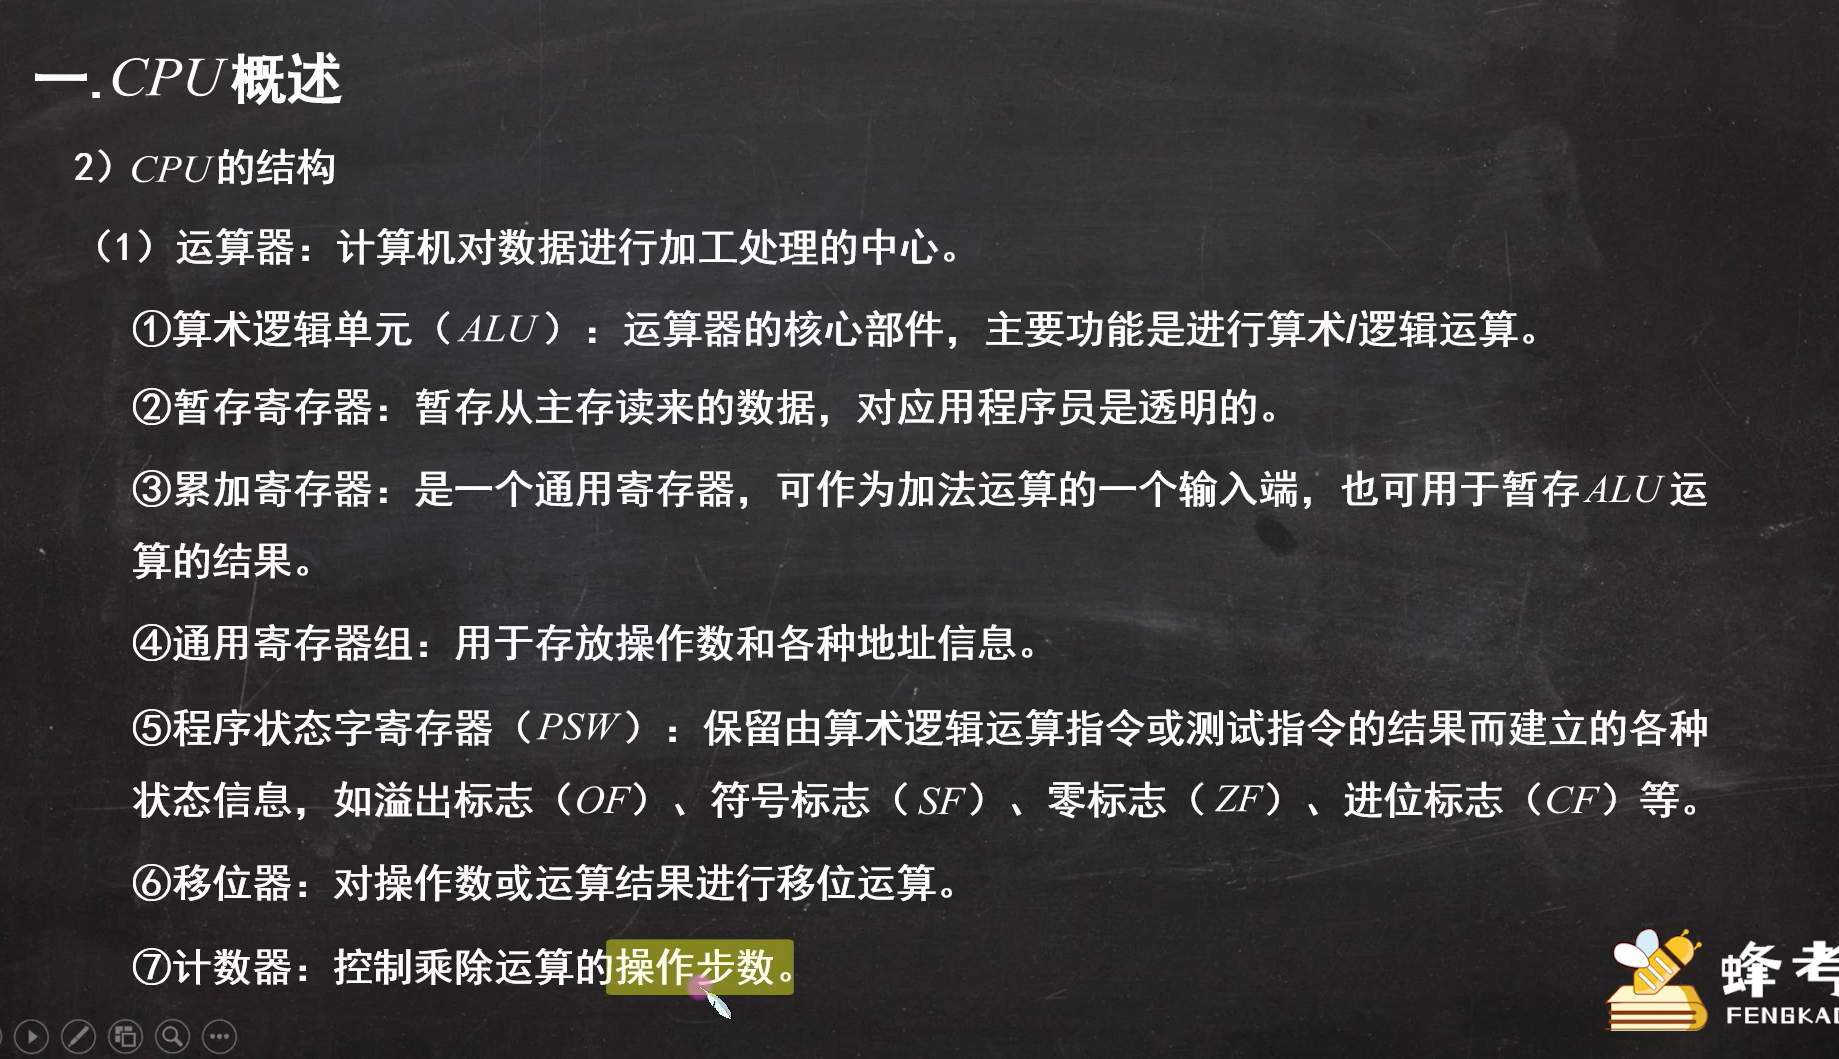 一.CPU概述
2）CPU的结构
（1）运算器：计算机对数据进行加工处理的中心。
①算术逻辑单元（ALU）：运算器的核心部件，主要功能是进行算术/逻辑运算。
②暂存寄存器：暂存从主存读来的数据，对应用程序员是透明的。
③累加寄存器：是一个通用寄存器，可作为加法运算的一个输入端，也可用于暂存ALU运
算的结果。
④通用寄存器组：用于存放操作数和各种地址信息。
⑤程序状态字寄存器（PSW）：保留由算术逻辑运算指令或测试指令的结果而建立的各种
状态信息，如溢出标志（OF）、符号标志（SF）、零标志（ZF）、进位标志（CF）等。
⑥移位器：对操作数或运算结果进行移位运算。
⑦计数器：控制乘除运算的操作步数。
蜂考
FENGKAO